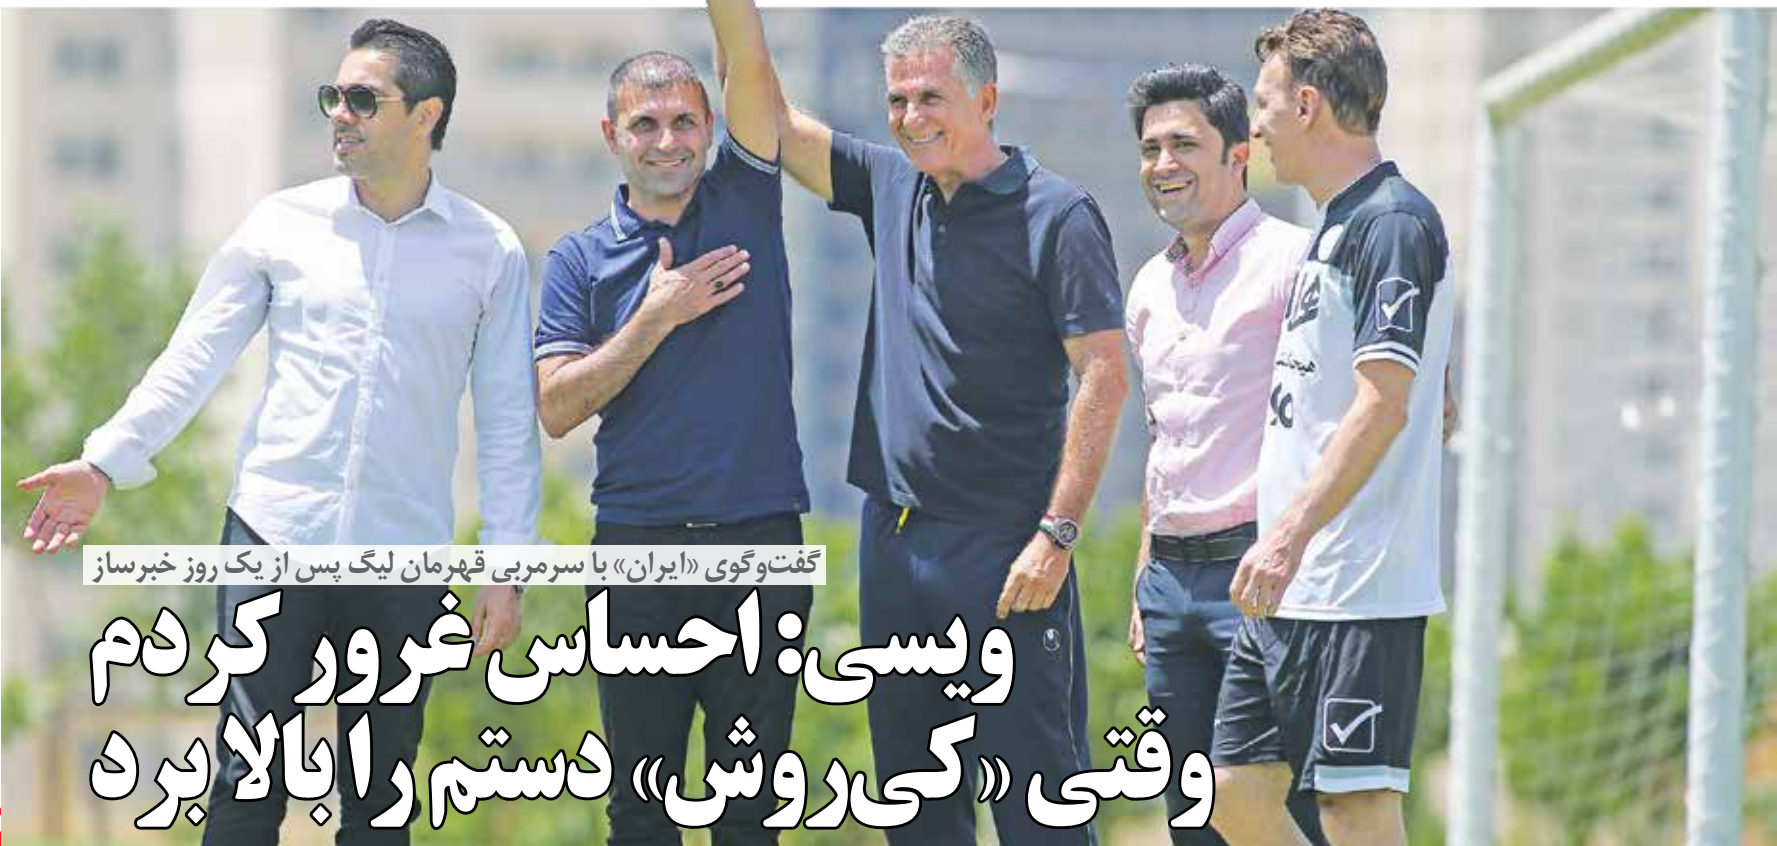 گفت‌وگوی «ایران» با سرمربی قهرمان لیگ پس از یک روز خبرساز
ویسی: احساس غرور کردم
وقتی «کی‌روش» دستم را بالا برد